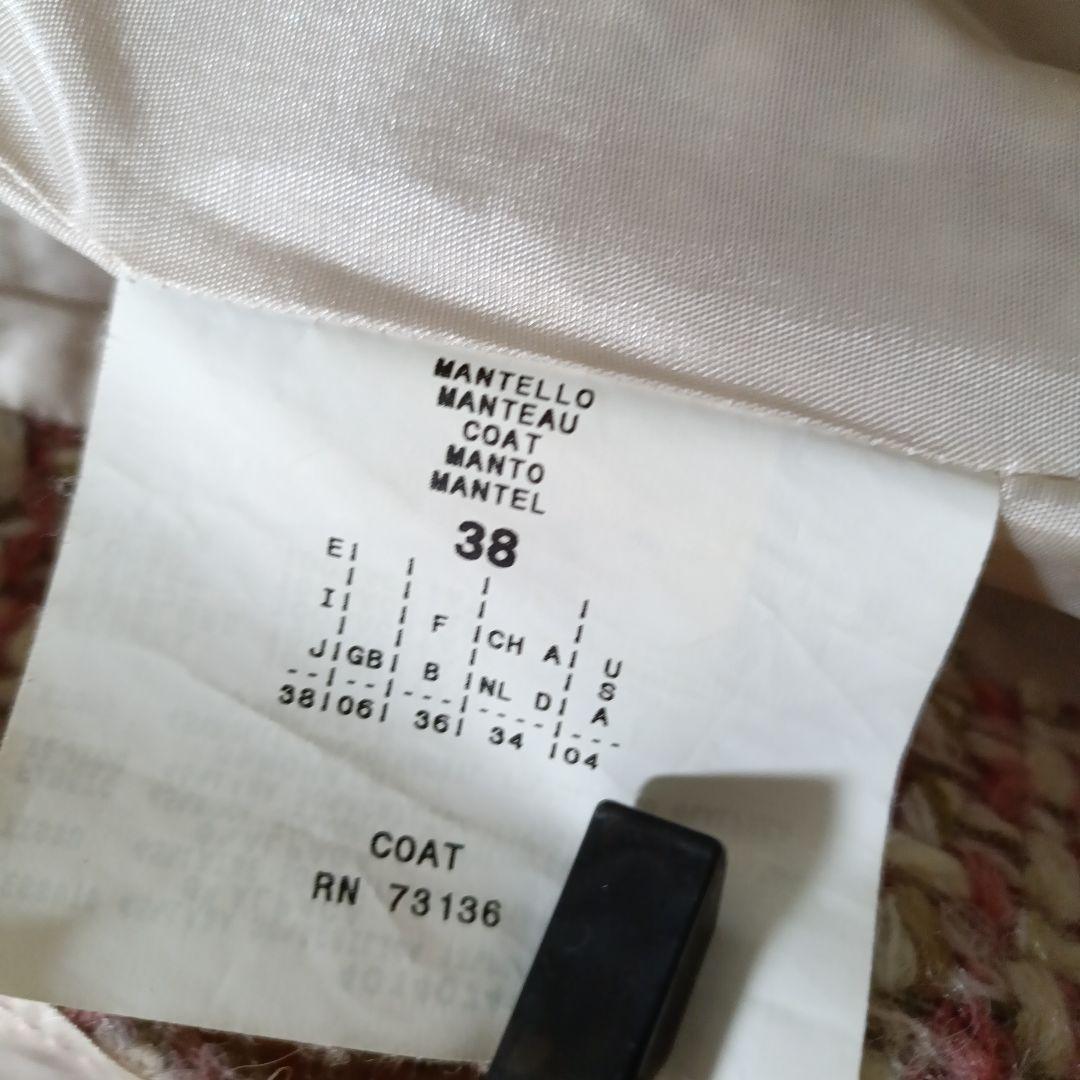 MANTELLO
MANTEAU
COAT
MANTO
MANTEL
38
E|
I| F CH A
J|GB| B NL D| USA
38|06| 36| 34 |04
COAT
RN 73136